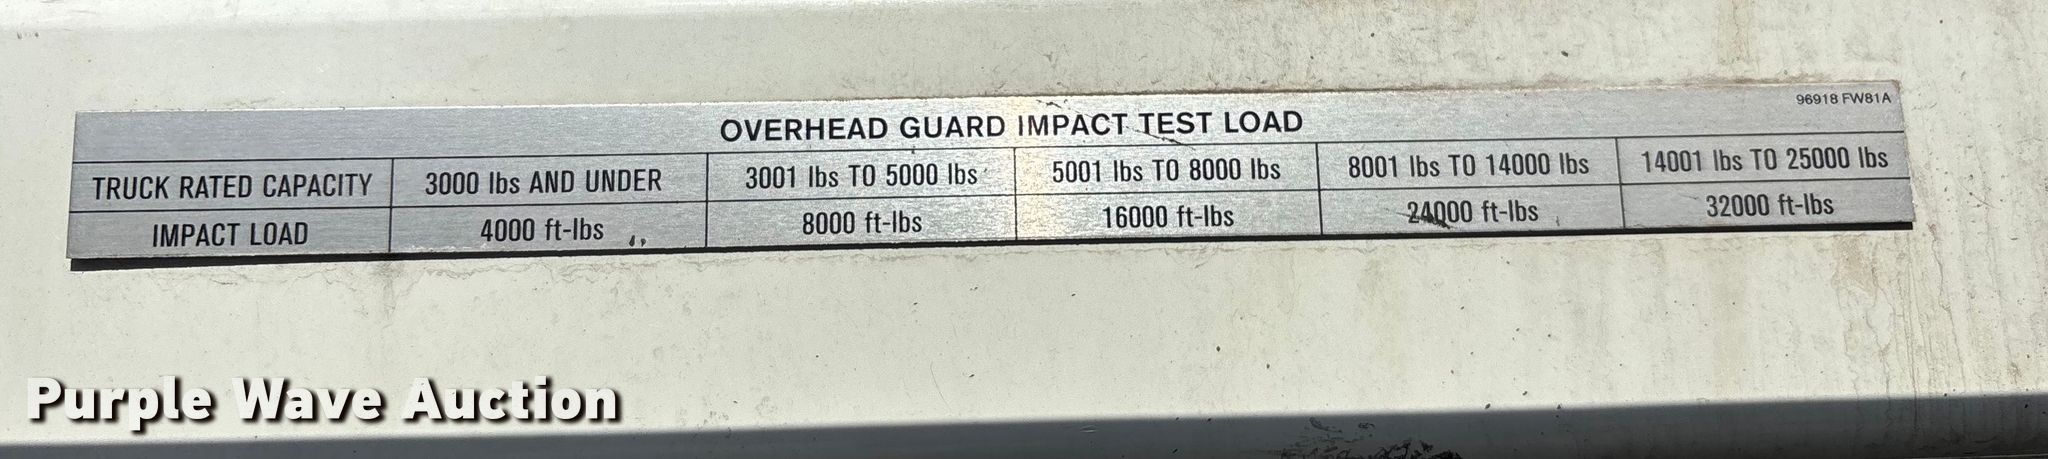 96918 FW81A
OVERHEAD GUARD IMPACT TEST LOAD
TRUCK RATED CAPACITY 3000 lbs AND UNDER 3001 lbs TO 5000 lbs 5001 lbs TO 8000 lbs 8001 lbs TO 14000 lbs 14001 lbs TO 25000 lbs
IMPACT LOAD 4000 ft-lbs 8000 ft-lbs 16000 ft-lbs 24000 ft-lbs 32000 ft-lbs
Purple Wave Auction